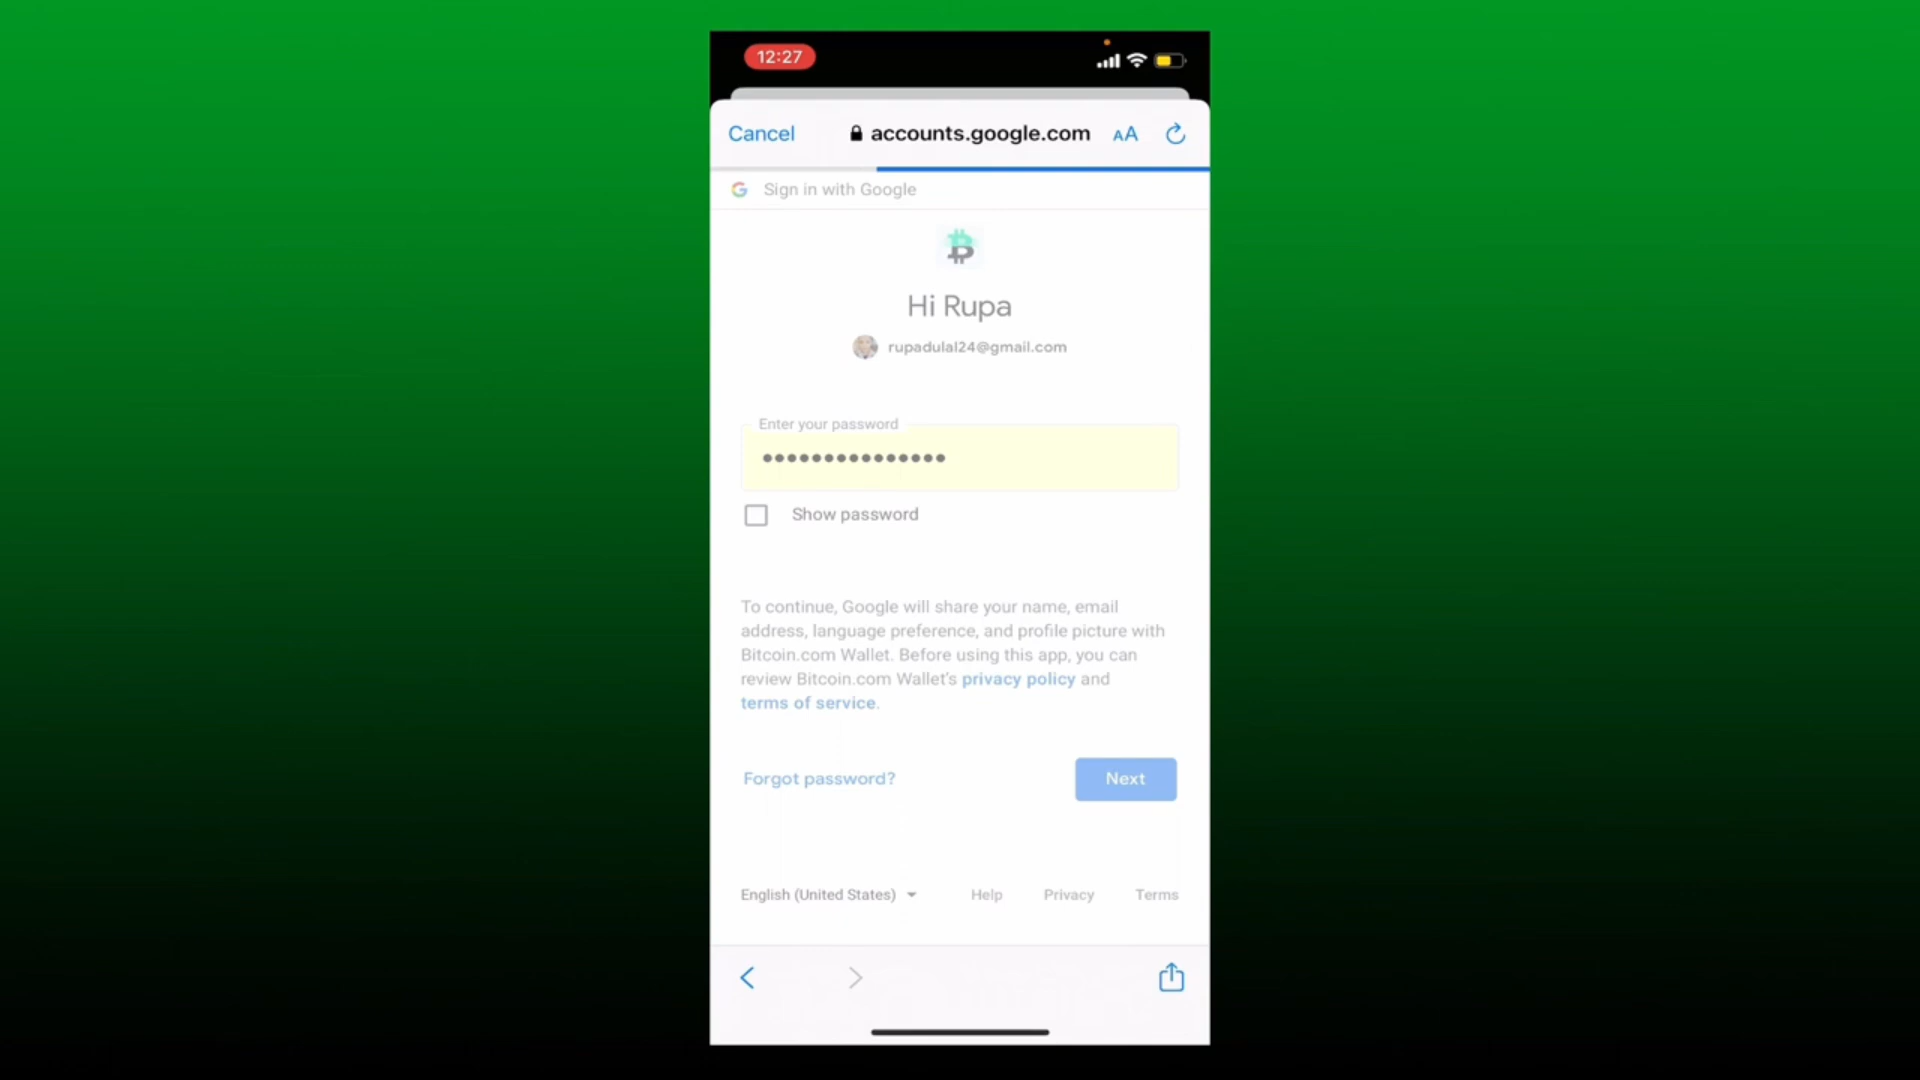 12:27
Cancel
accounts.google.com
AA
Sign in with Google
Hi Rupa
rupadulal24@gmail.com
Enter your password
•••••••••••••••
Show password
To continue, Google will share your name, email
address, language preference, and profile picture with
Bitcoin.com Wallet. Before using this app, you can
review Bitcoin.com Wallet's privacy policy and
terms of service.
Forgot password?
Next
English (United States)
Help
Privacy
Terms